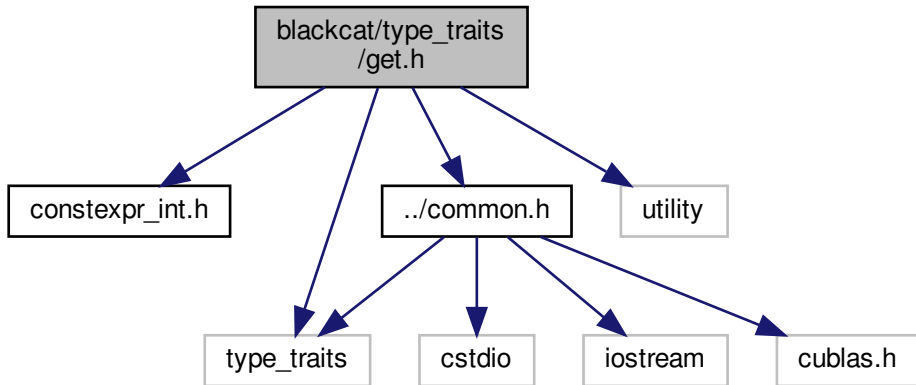 blackcat/type_traits
/get.h
constexpr_int.h
../common.h
utility
type_traits
cstdio
iostream
cublas.h